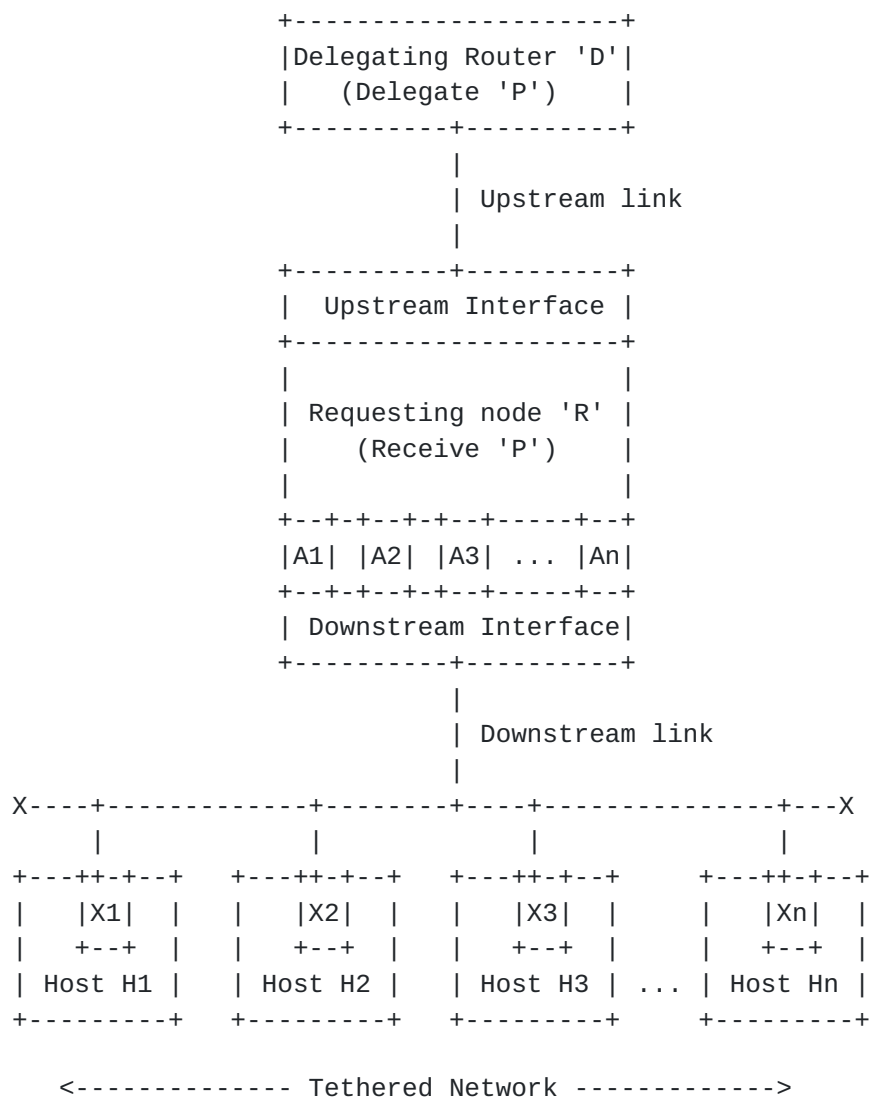 Delegating Router 'D'
(Delegate 'P')
Upstream link
Upstream Interface
Requesting node 'R'
(Receive 'P')
A1 A2 A3 ... An
Downstream Interface
Downstream link
X X
X1 X2 X3 Xn
Host H1 Host H2 Host H3 ... Host Hn
<-------------- Tethered Network ------------->